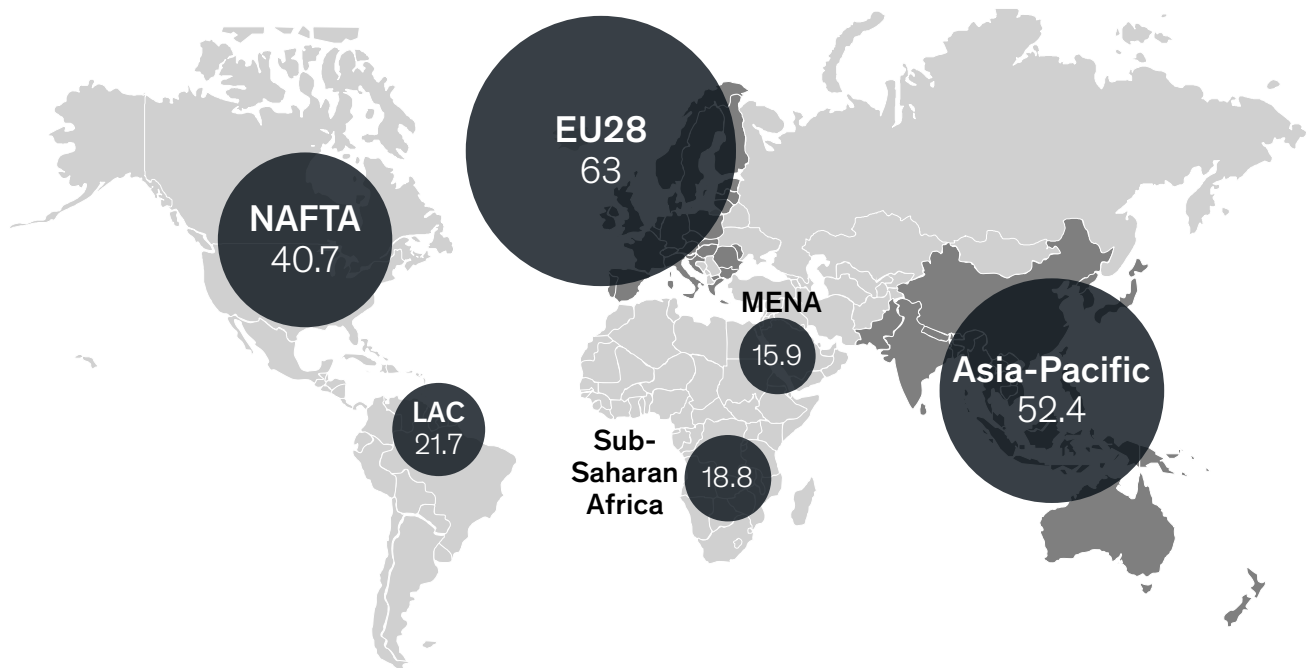 EU28
63
NAFTA
40.7
MENA
15.9
Asia-Pacific
52.4
LAC
21.7
Sub-
Saharan
Africa
18.8